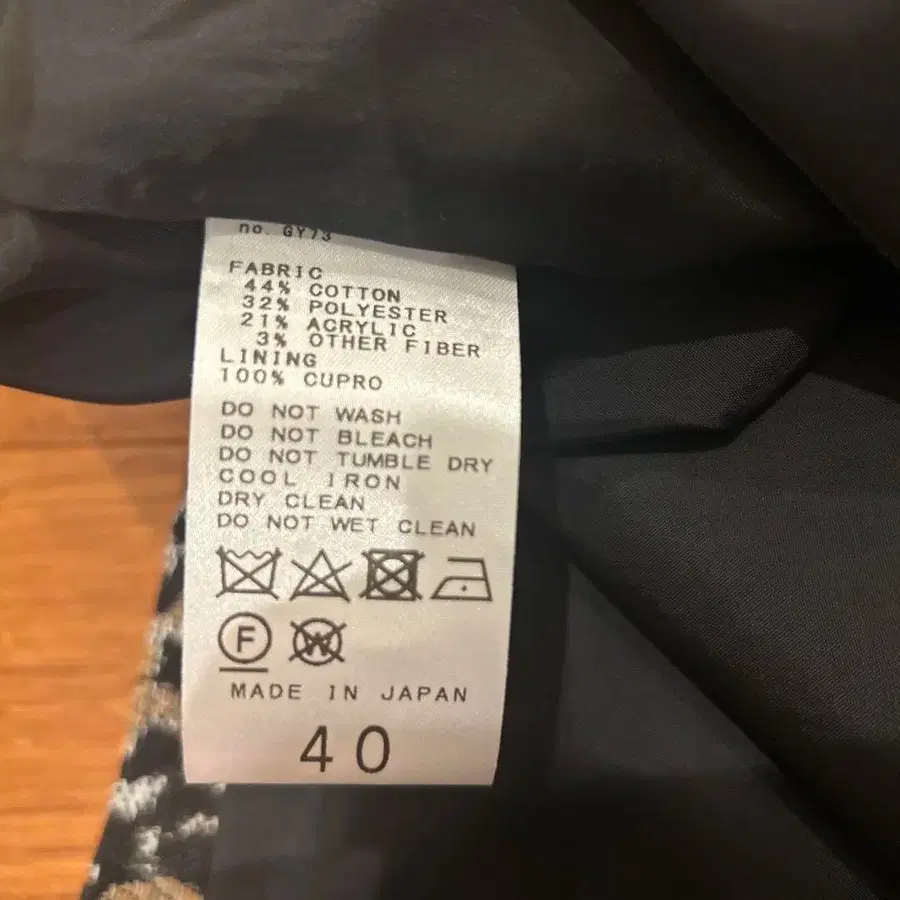 no. GY73
FABRIC
44% COTTON
32% POLYESTER
21% ACRYLIC
3% OTHER FIBER
LINING
100% CUPRO
DO NOT WASH
DO NOT BLEACH
DO NOT TUMBLE DRY
COOL IRON
DRY CLEAN
DO NOT WET CLEAN
F W
MADE IN JAPAN
40